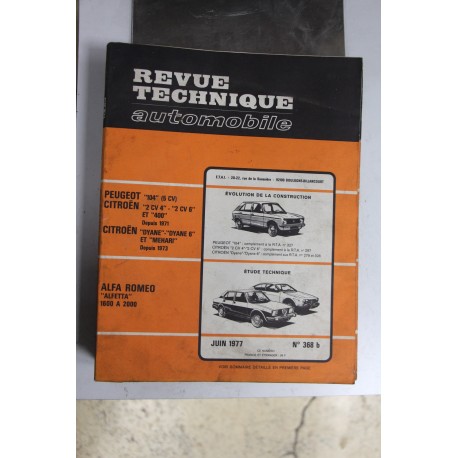 REVUE
TECHNIQUE
automobile
PEUGEOT "104" (6 CV)
CITROËN "2 CV 4" - "2 CV 6"
ET "400"
Depuis 1971
CITROËN "DYANE"-"DYANE 6"
ET "MEHARI"
Depuis 1973
ALFA ROMEO
"ALFETTA"
1600 A 2000
JUIN 1977
ÉVOLUTION DE LA CONSTRUCTION
ÉTUDE TECHNIQUE
N° 368 b